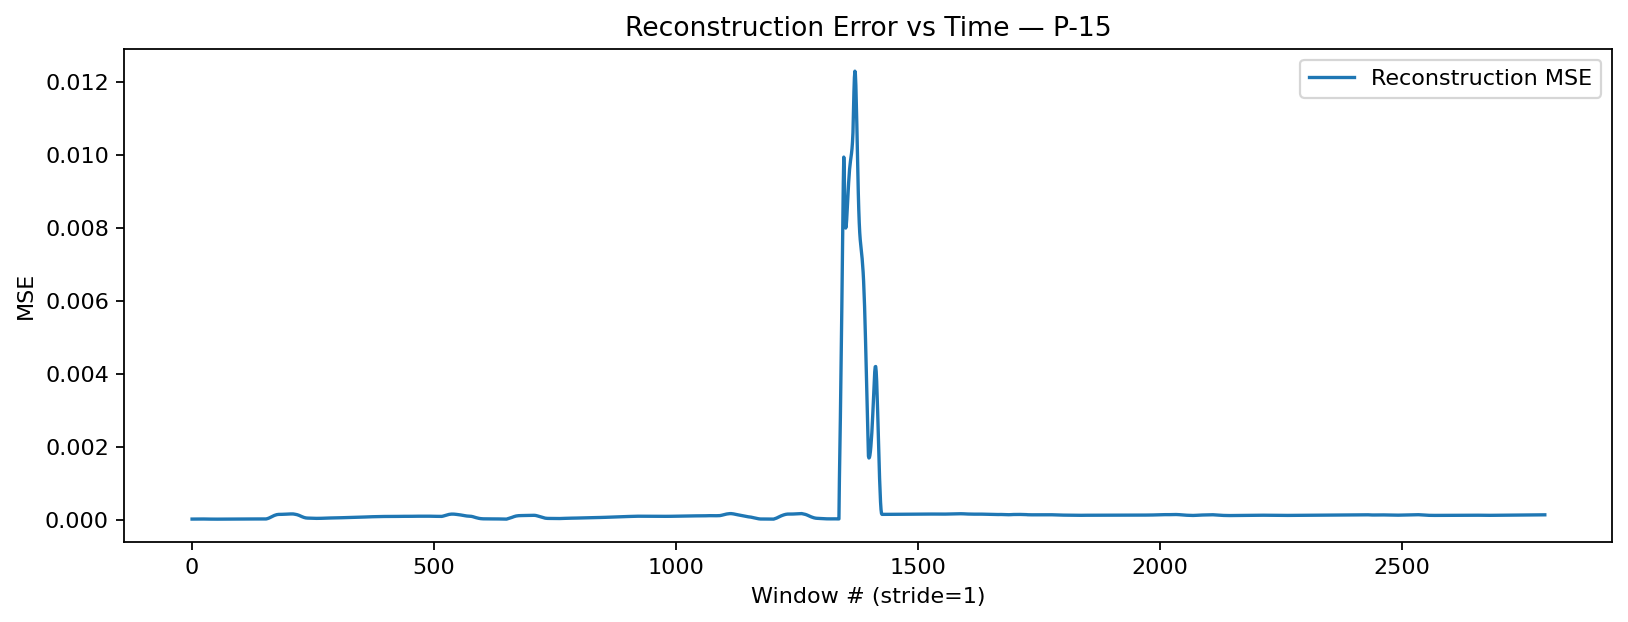 Reconstruction Error vs Time — P-15
Reconstruction MSE
0.012
0.010
0.008
0.006
0.004
0.002
0.000
MSE
0 500 1000 1500 2000 2500
Window # (stride=1)